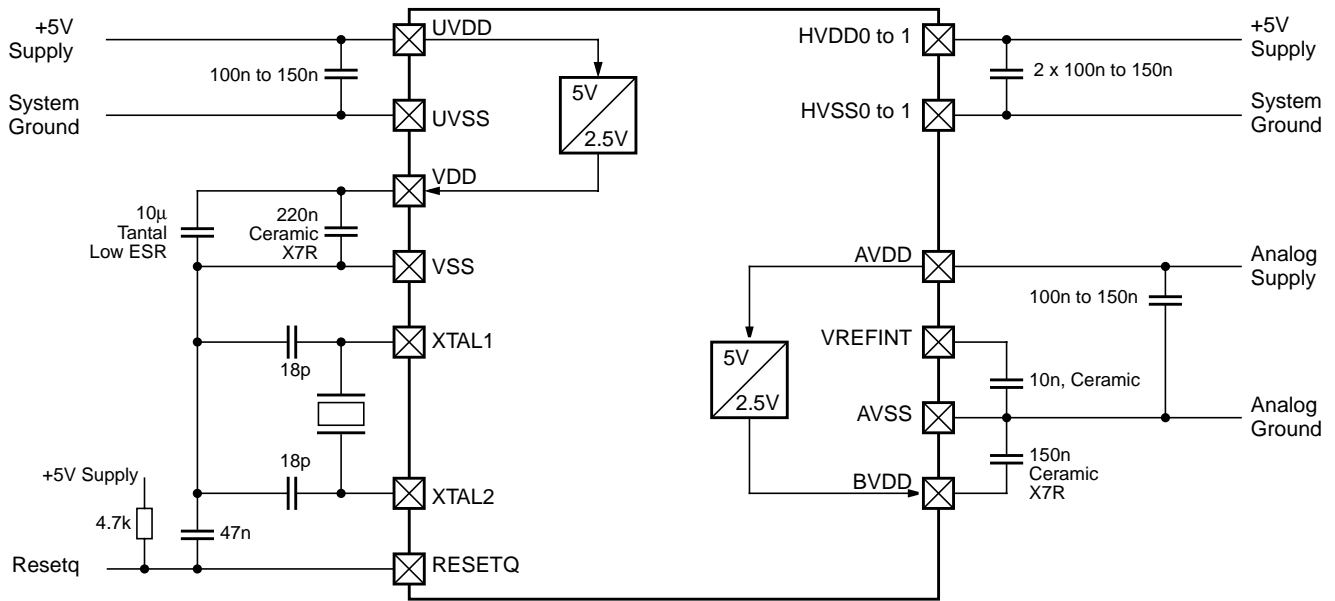 +5V
Supply
UVDD
100n to 150n
System
Ground
UVSS
5V
2.5V
VDD
10μ
Tantal
Low ESR
220n
Ceramic
X7R
VSS
XTAL1
18p
18p
XTAL2
+5V Supply
4.7k
47n
Resetq
RESETQ
HVDD0 to 1
+5V
Supply
2 x 100n to 150n
HVSS0 to 1
System
Ground
AVDD
Analog
Supply
100n to 150n
VREFINT
5V
2.5V
10n, Ceramic
AVSS
Analog
Ground
150n
Ceramic
X7R
BVDD